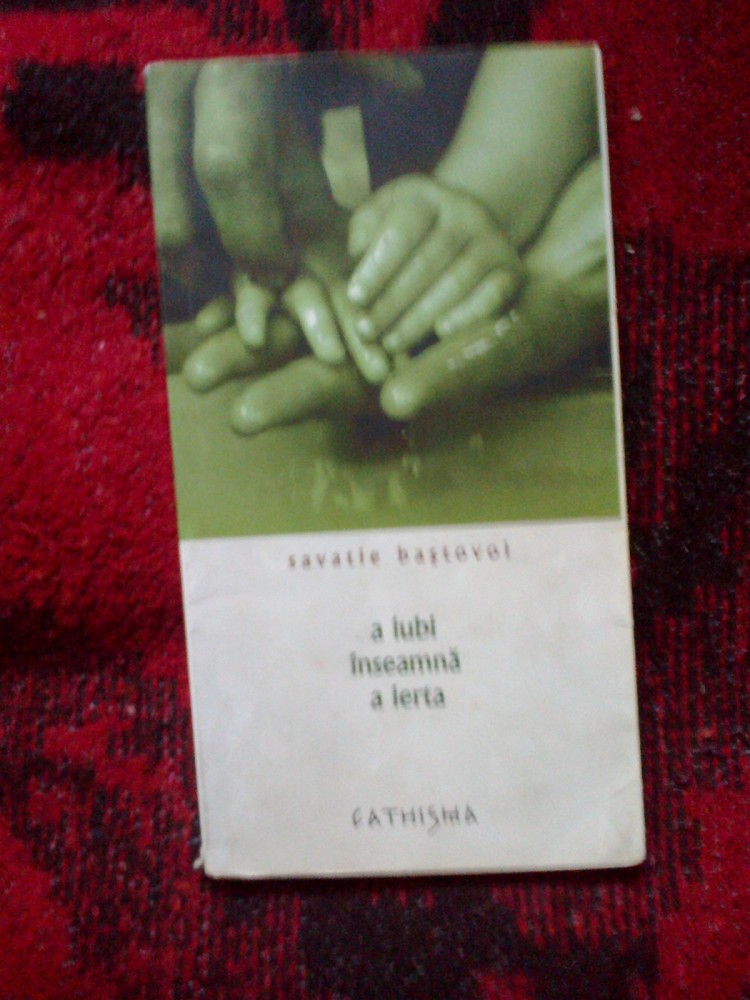 savatie baștovoi
a iubi
înseamnă
a ierta
CATHISMA